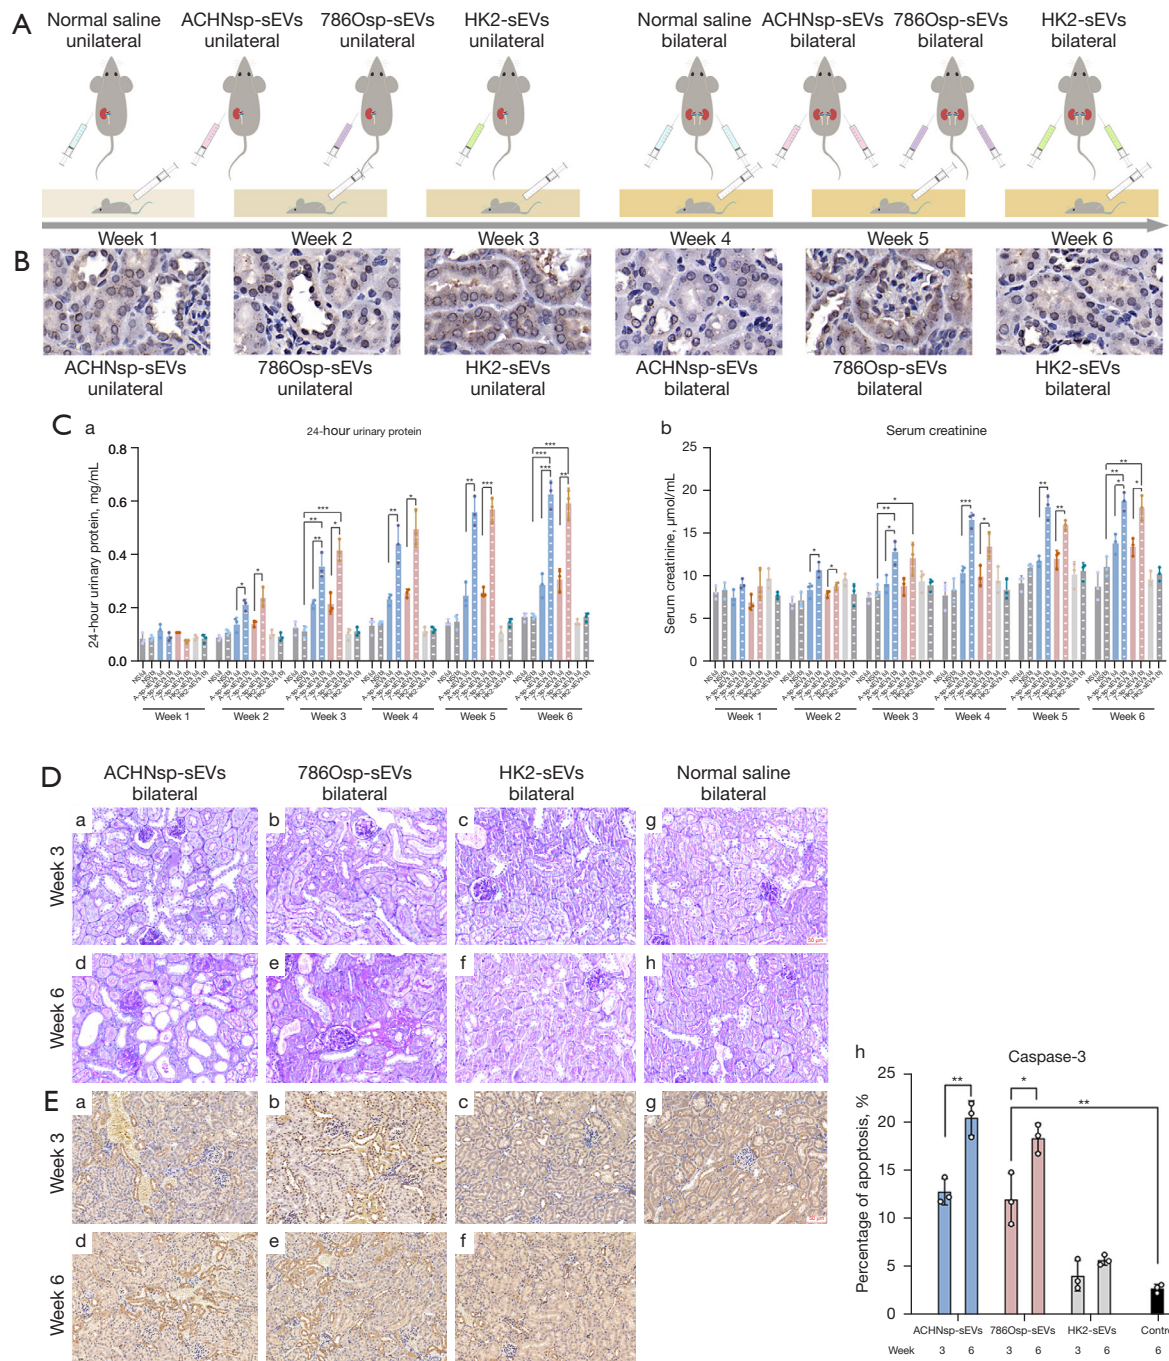 A
Normal saline unilateral
ACHNsp-sEVs unilateral
786Osp-sEVs unilateral
HK2-sEVs unilateral
Normal saline bilateral
ACHNsp-sEVs bilateral
786Osp-sEVs bilateral
HK2-sEVs bilateral
Week 1
Week 2
Week 3
Week 4
Week 5
Week 6
B
ACHNsp-sEVs unilateral
786Osp-sEVs unilateral
HK2-sEVs unilateral
ACHNsp-sEVs bilateral
786Osp-sEVs bilateral
HK2-sEVs bilateral
C
a
24-hour urinary protein
24-hour urinary protein, mg/mL
0.8
0.6
0.4
0.2
0.0
* * *** ** ** * ** * ** *** *** *** *** **
Week 1
Week 2
Week 3
Week 4
Week 5
Week 6
b
Serum creatinine
Serum creatinine, μmol/mL
25
20
15
10
5
0
* * * ** * *** * ** ** ** ** * *
Week 1
Week 2
Week 3
Week 4
Week 5
Week 6
D
ACHNsp-sEVs bilateral
786Osp-sEVs bilateral
HK2-sEVs bilateral
Normal saline bilateral
Week 3
a
b
c
g
50 μm
Week 6
d
e
f
h
E
Week 3
a
b
c
g
50 μm
Week 6
d
e
f
h
Caspase-3
Percentage of apoptosis, %
25
20
15
10
5
0
** * **
ACHNsp-sEVs
786Osp-sEVs
HK2-sEVs
Contro
Week 3 6 3 6 3 6 6